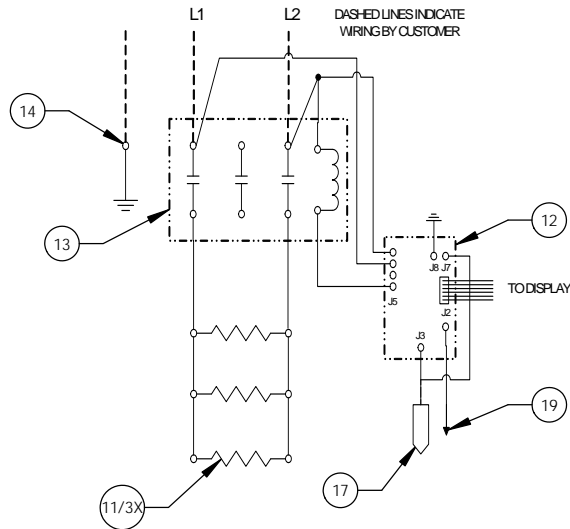 L1
L2
DASHED LINES INDICATE
WIRING BY CUSTOMER
14
13
12
J8 J7
J5
TO DISPLAY
J2
J3
19
17
11/3X